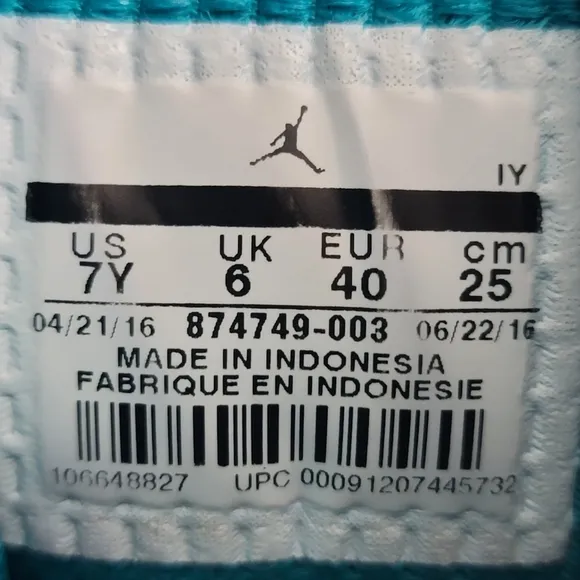 IY
US UK EUR cm
7Y 6 40 25
04/21/16 874749-003 06/22/16
MADE IN INDONESIA
FABRIQUE EN INDONESIE
106648827 UPC 00091207445732